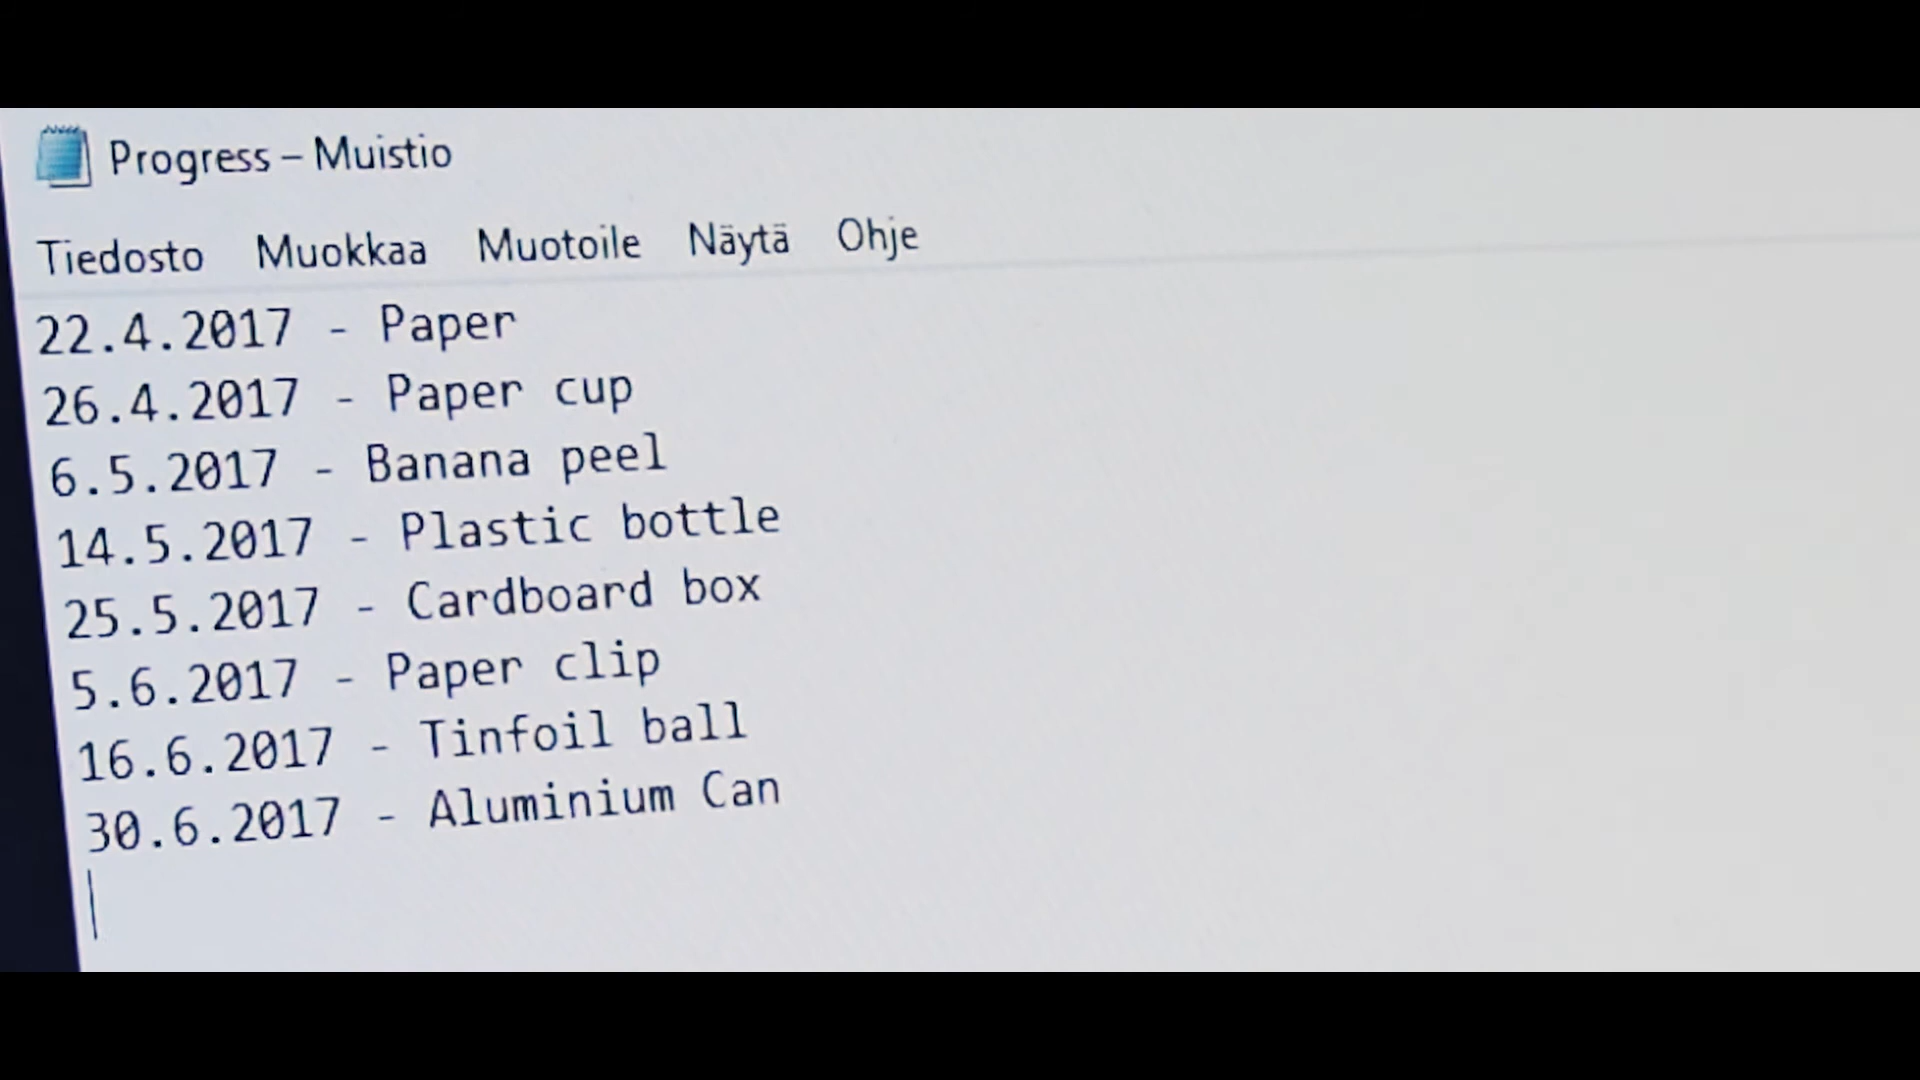 Progress – Muistio
Tiedosto Muokkaa Muotoile Näytä Ohje
22.4.2017 - Paper
26.4.2017 - Paper cup
6.5.2017 - Banana peel
14.5.2017 - Plastic bottle
25.5.2017 - Cardboard box
5.6.2017 - Paper clip
16.6.2017 - Tinfoil ball
30.6.2017 - Aluminium Can